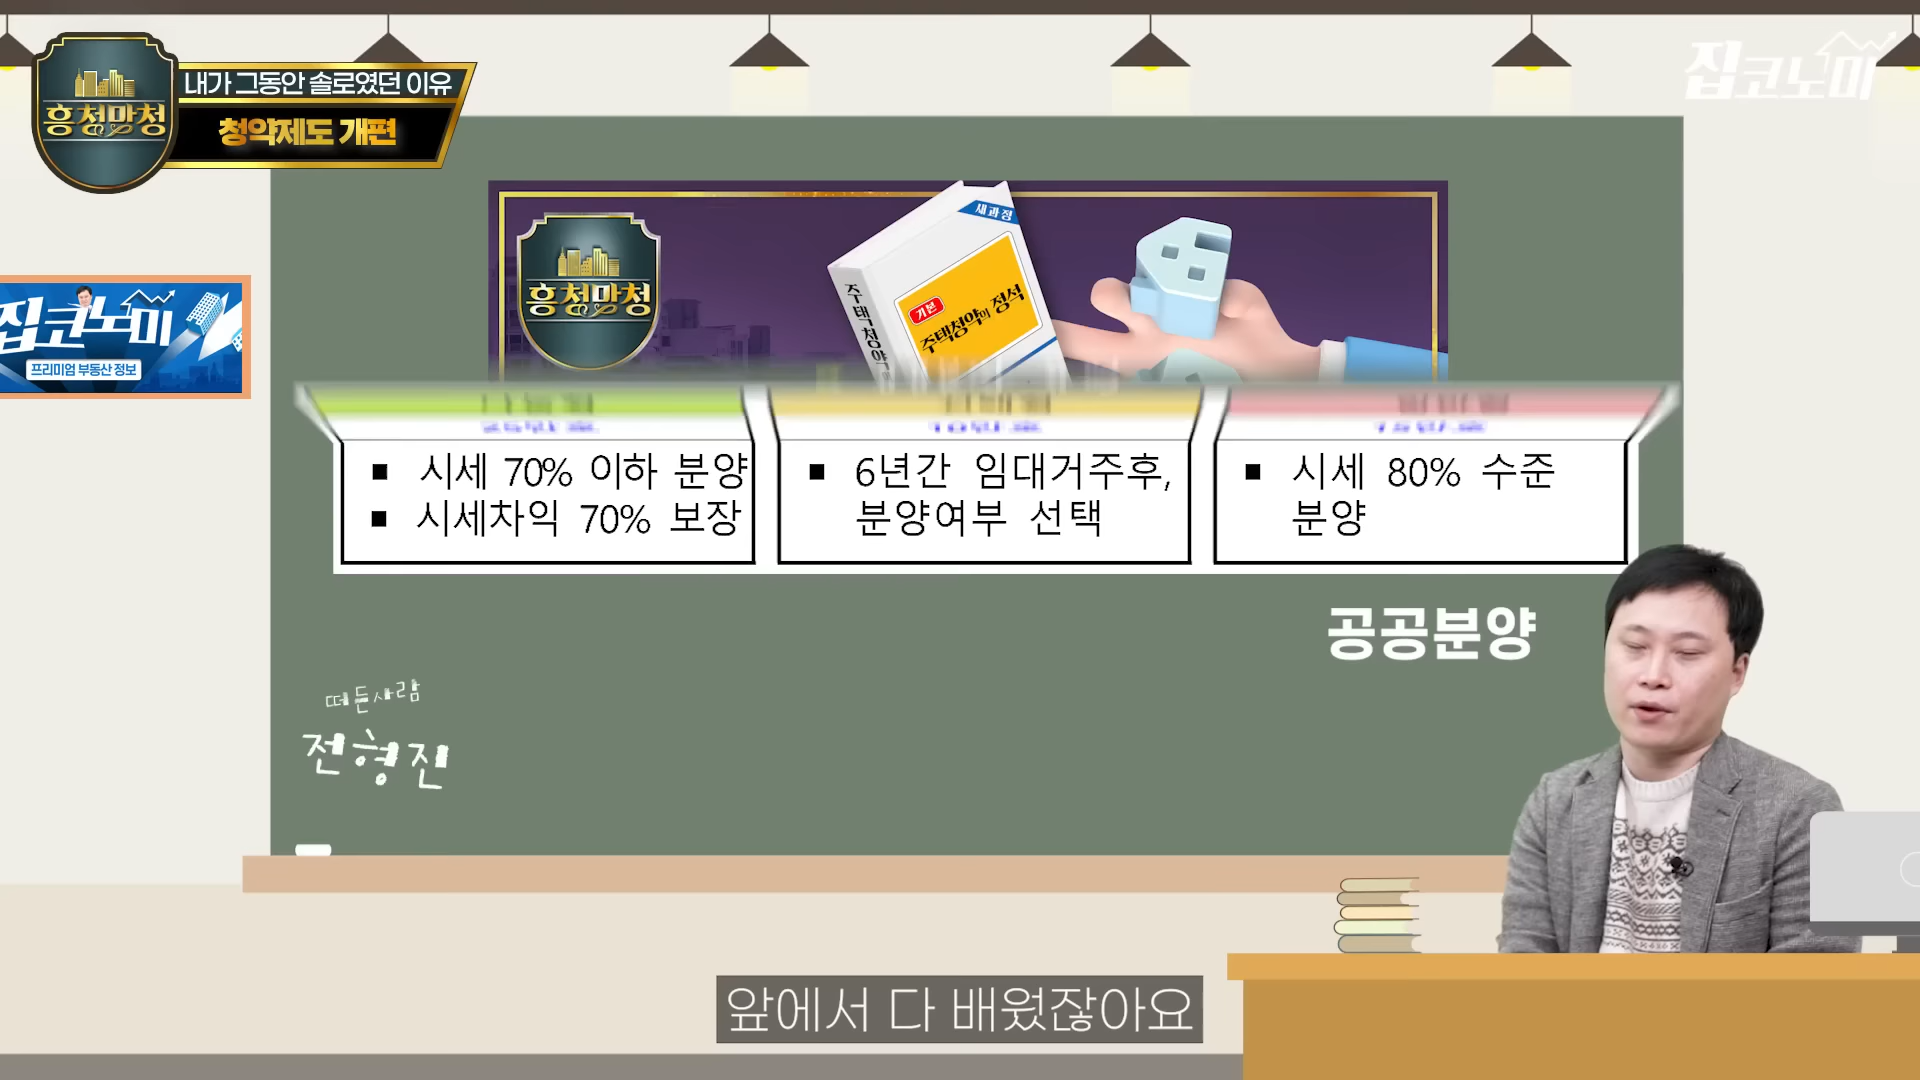 내가 그동안 솔로였던 이유
청약제도 개편
흥청망청
집코노미
집코노미
프리미엄 부동산 정보
흥청망청
새과정
기본
주택청약의 정석
주택청약
■ 시세 70% 이하 분양
■ 시세차익 70% 보장
■ 6년간 임대거주후,
분양여부 선택
■ 시세 80% 수준
분양
공공분양
떠든사람
전형진
앞에서 다 배웠잖아요